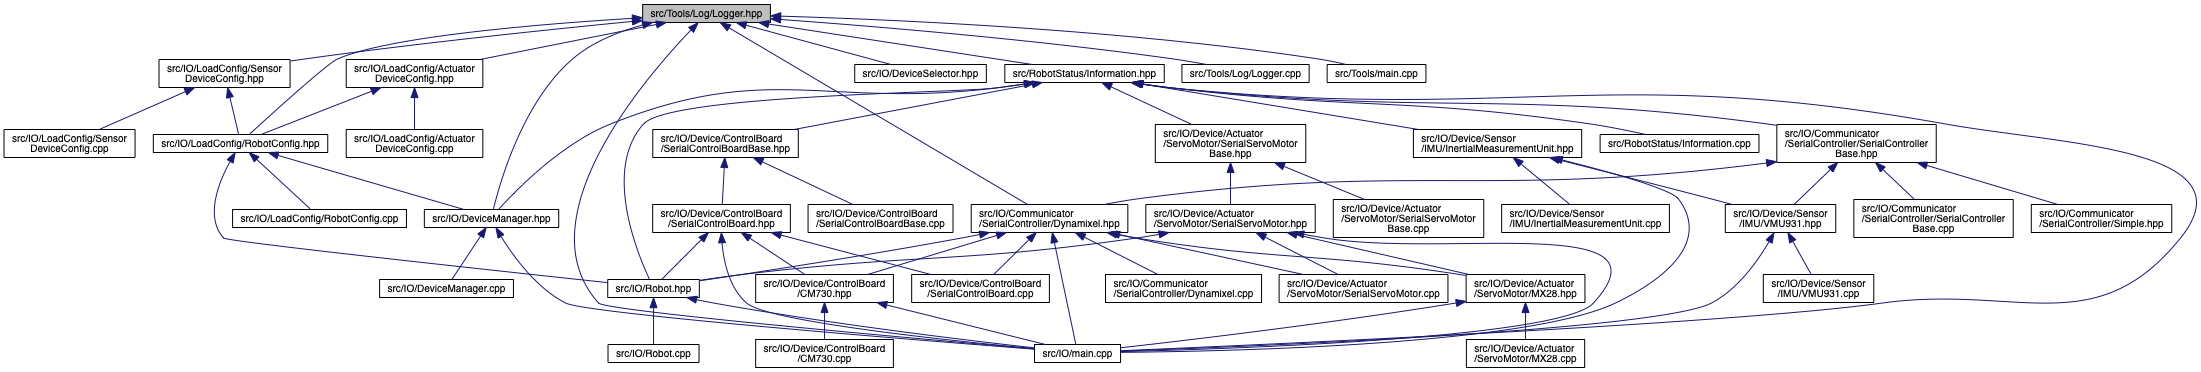 src/Tools/Log/Logger.hpp
src/IO/LoadConfig/Sensor
DeviceConfig.hpp
src/IO/LoadConfig/Actuator
DeviceConfig.hpp
src/IO/DeviceSelector.hpp
src/RobotStatus/Information.hpp
src/Tools/Log/Logger.cpp
src/Tools/main.cpp
src/IO/LoadConfig/Sensor
DeviceConfig.cpp
src/IO/LoadConfig/RobotConfig.hpp
src/IO/LoadConfig/Actuator
DeviceConfig.cpp
src/IO/Device/ControlBoard
/SerialControlBoardBase.hpp
src/IO/Device/Actuator
/ServoMotor/SerialServoMotor
Base.hpp
src/IO/Device/Sensor
/IMU/InertialMeasurementUnit.hpp
src/RobotStatus/Information.cpp
src/IO/Communicator
/SerialController/SerialController
Base.hpp
src/IO/LoadConfig/RobotConfig.cpp
src/IO/DeviceManager.hpp
src/IO/Device/ControlBoard
/SerialControlBoard.hpp
src/IO/Device/ControlBoard
/SerialControlBoardBase.cpp
src/IO/Communicator
/SerialController/Dynamixel.hpp
src/IO/Device/Actuator
/ServoMotor/SerialServoMotor.hpp
src/IO/Device/Actuator
/ServoMotor/SerialServoMotor
Base.cpp
src/IO/Device/Sensor
/IMU/InertialMeasurementUnit.cpp
src/IO/Device/Sensor
/IMU/VMU931.hpp
src/IO/Communicator
/SerialController/SerialController
Base.cpp
src/IO/Communicator
/SerialController/Simple.hpp
src/IO/DeviceManager.cpp
src/IO/Robot.hpp
src/IO/Device/ControlBoard
/CM730.hpp
src/IO/Device/ControlBoard
/SerialControlBoard.cpp
src/IO/Communicator
/SerialController/Dynamixel.cpp
src/IO/Device/Actuator
/ServoMotor/SerialServoMotor.cpp
src/IO/Device/Actuator
/ServoMotor/MX28.hpp
src/IO/Device/Sensor
/IMU/VMU931.cpp
src/IO/Robot.cpp
src/IO/Device/ControlBoard
/CM730.cpp
src/IO/main.cpp
src/IO/Device/Actuator
/ServoMotor/MX28.cpp